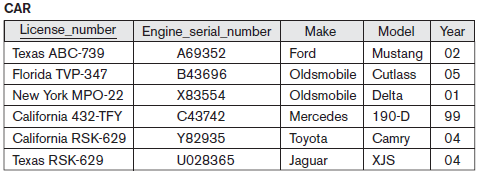 CAR
License_number Engine_serial_number Make Model Year
Texas ABC-739 A69352 Ford Mustang 02
Florida TVP-347 B43696 Oldsmobile Cutlass 05
New York MPO-22 X83554 Oldsmobile Delta 01
California 432-TFY C43742 Mercedes 190-D 99
California RSK-629 Y82935 Toyota Camry 04
Texas RSK-629 U028365 Jaguar XJS 04